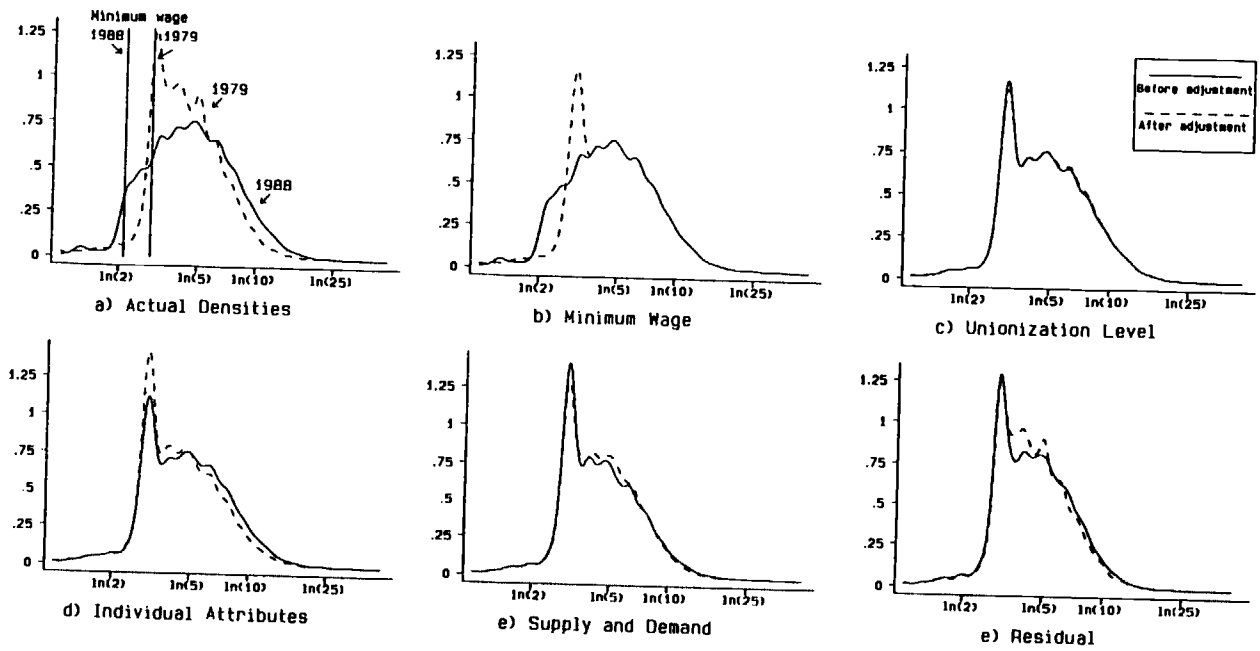 Minimum wage
1988
1979
1979
1988
1.25
1
.75
.5
.25
0
ln(2)
ln(5)
ln(10)
ln(25)
a) Actual Densities
1.25
1
.75
.5
.25
0
ln(2)
ln(5)
ln(10)
ln(25)
b) Minimum Wage
1.25
1
.75
.5
.25
0
ln(2)
ln(5)
ln(10)
ln(25)
c) Unionization Level
Before adjustment
After adjustment
1.25
1
.75
.5
.25
0
ln(2)
ln(5)
ln(10)
ln(25)
d) Individual Attributes
1.25
1
.75
.5
.25
0
ln(2)
ln(5)
ln(10)
ln(25)
e) Supply and Demand
1.25
1
.75
.5
.25
0
ln(2)
ln(5)
ln(10)
ln(25)
e) Residual